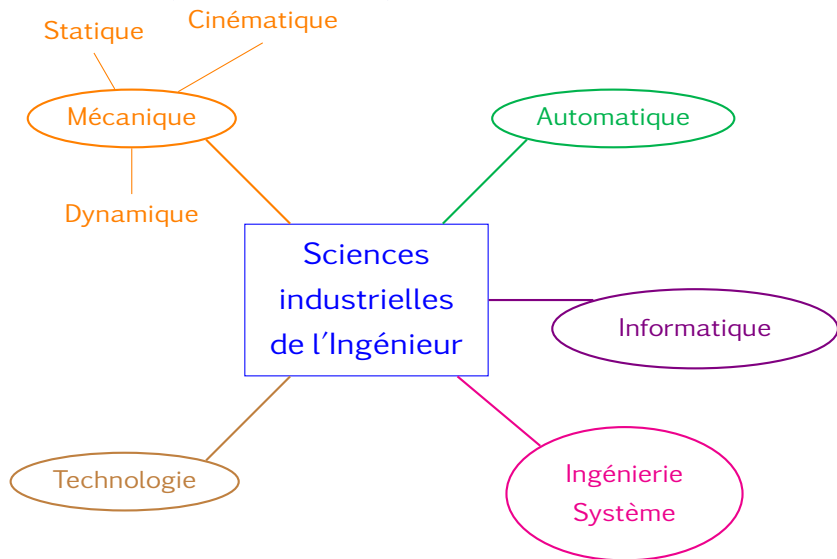 Statique
Cinématique
Mécanique
Dynamique
Automatique
Sciences
industrielles
de l'Ingénieur
Informatique
Technologie
Ingénierie
Système